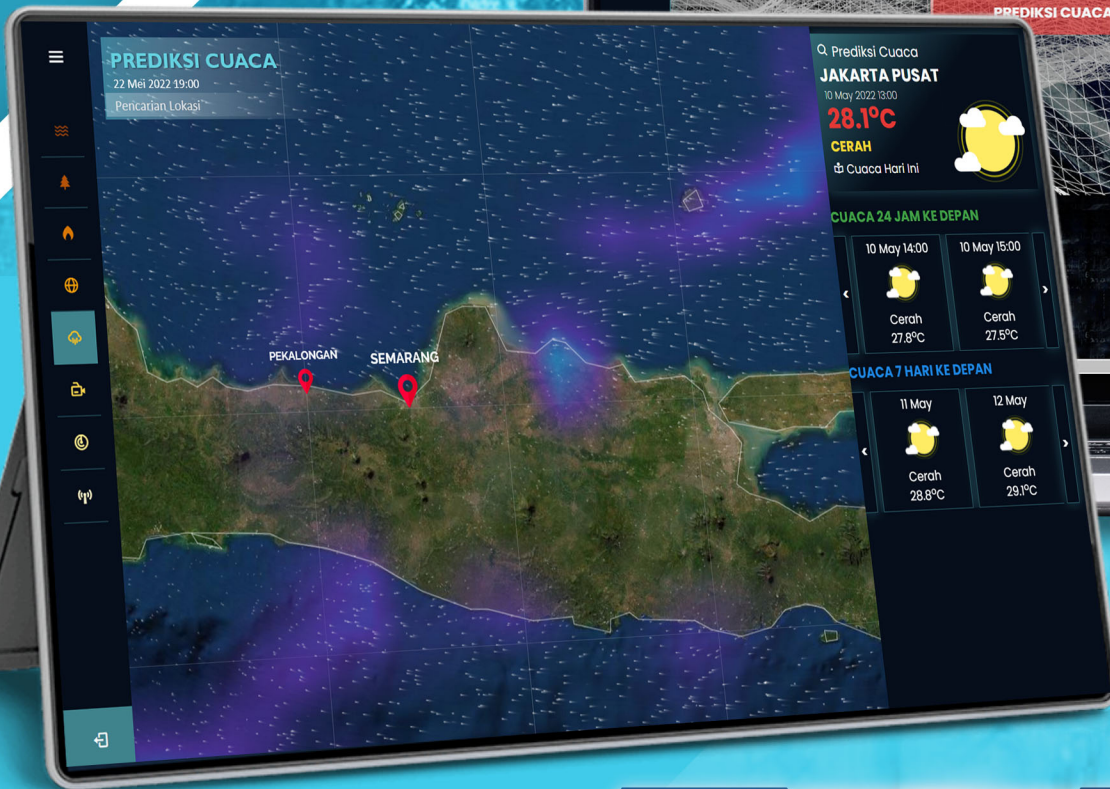 PREDIKSI CUACA
PREDIKSI CUACA
22 Mei 2022 19:00
Pencarian Lokasi
PEKALONGAN
SEMARANG
Prediksi Cuaca
JAKARTA PUSAT
10 May 2022 13:00
28.1°C
CERAH
Cuaca Hari Ini
CUACA 24 JAM KE DEPAN
10 May 14:00
Cerah
27.8°C
10 May 15:00
Cerah
27.5°C
CUACA 7 HARI KE DEPAN
11 May
Cerah
28.8°C
12 May
Cerah
29.1°C